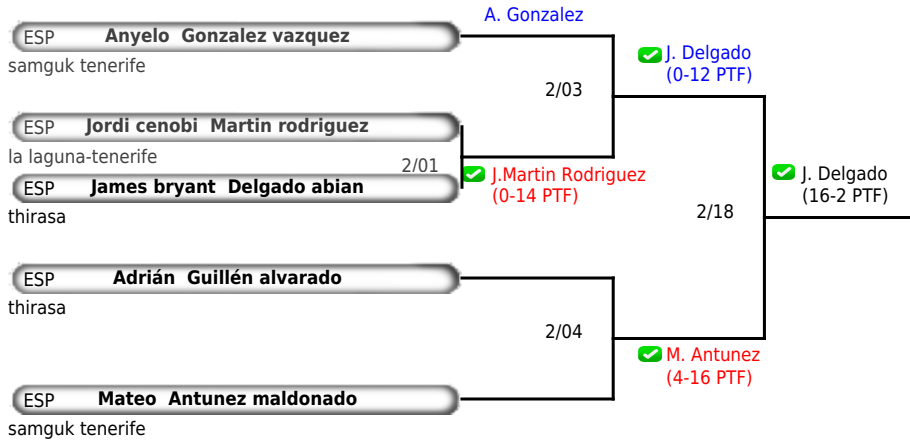 A. Gonzalez
ESP Anyelo Gonzalez vazquez
samguk tenerife
J. Delgado
(0-12 PTF)
2/03
ESP Jordi cenobi Martin rodriguez
la laguna-tenerife
2/01
ESP James bryant Delgado abian
thirasa
J.Martin Rodriguez
(0-14 PTF)
J. Delgado
(16-2 PTF)
2/18
ESP Adrián Guillén alvarado
thirasa
2/04
M. Antunez
(4-16 PTF)
ESP Mateo Antunez maldonado
samguk tenerife